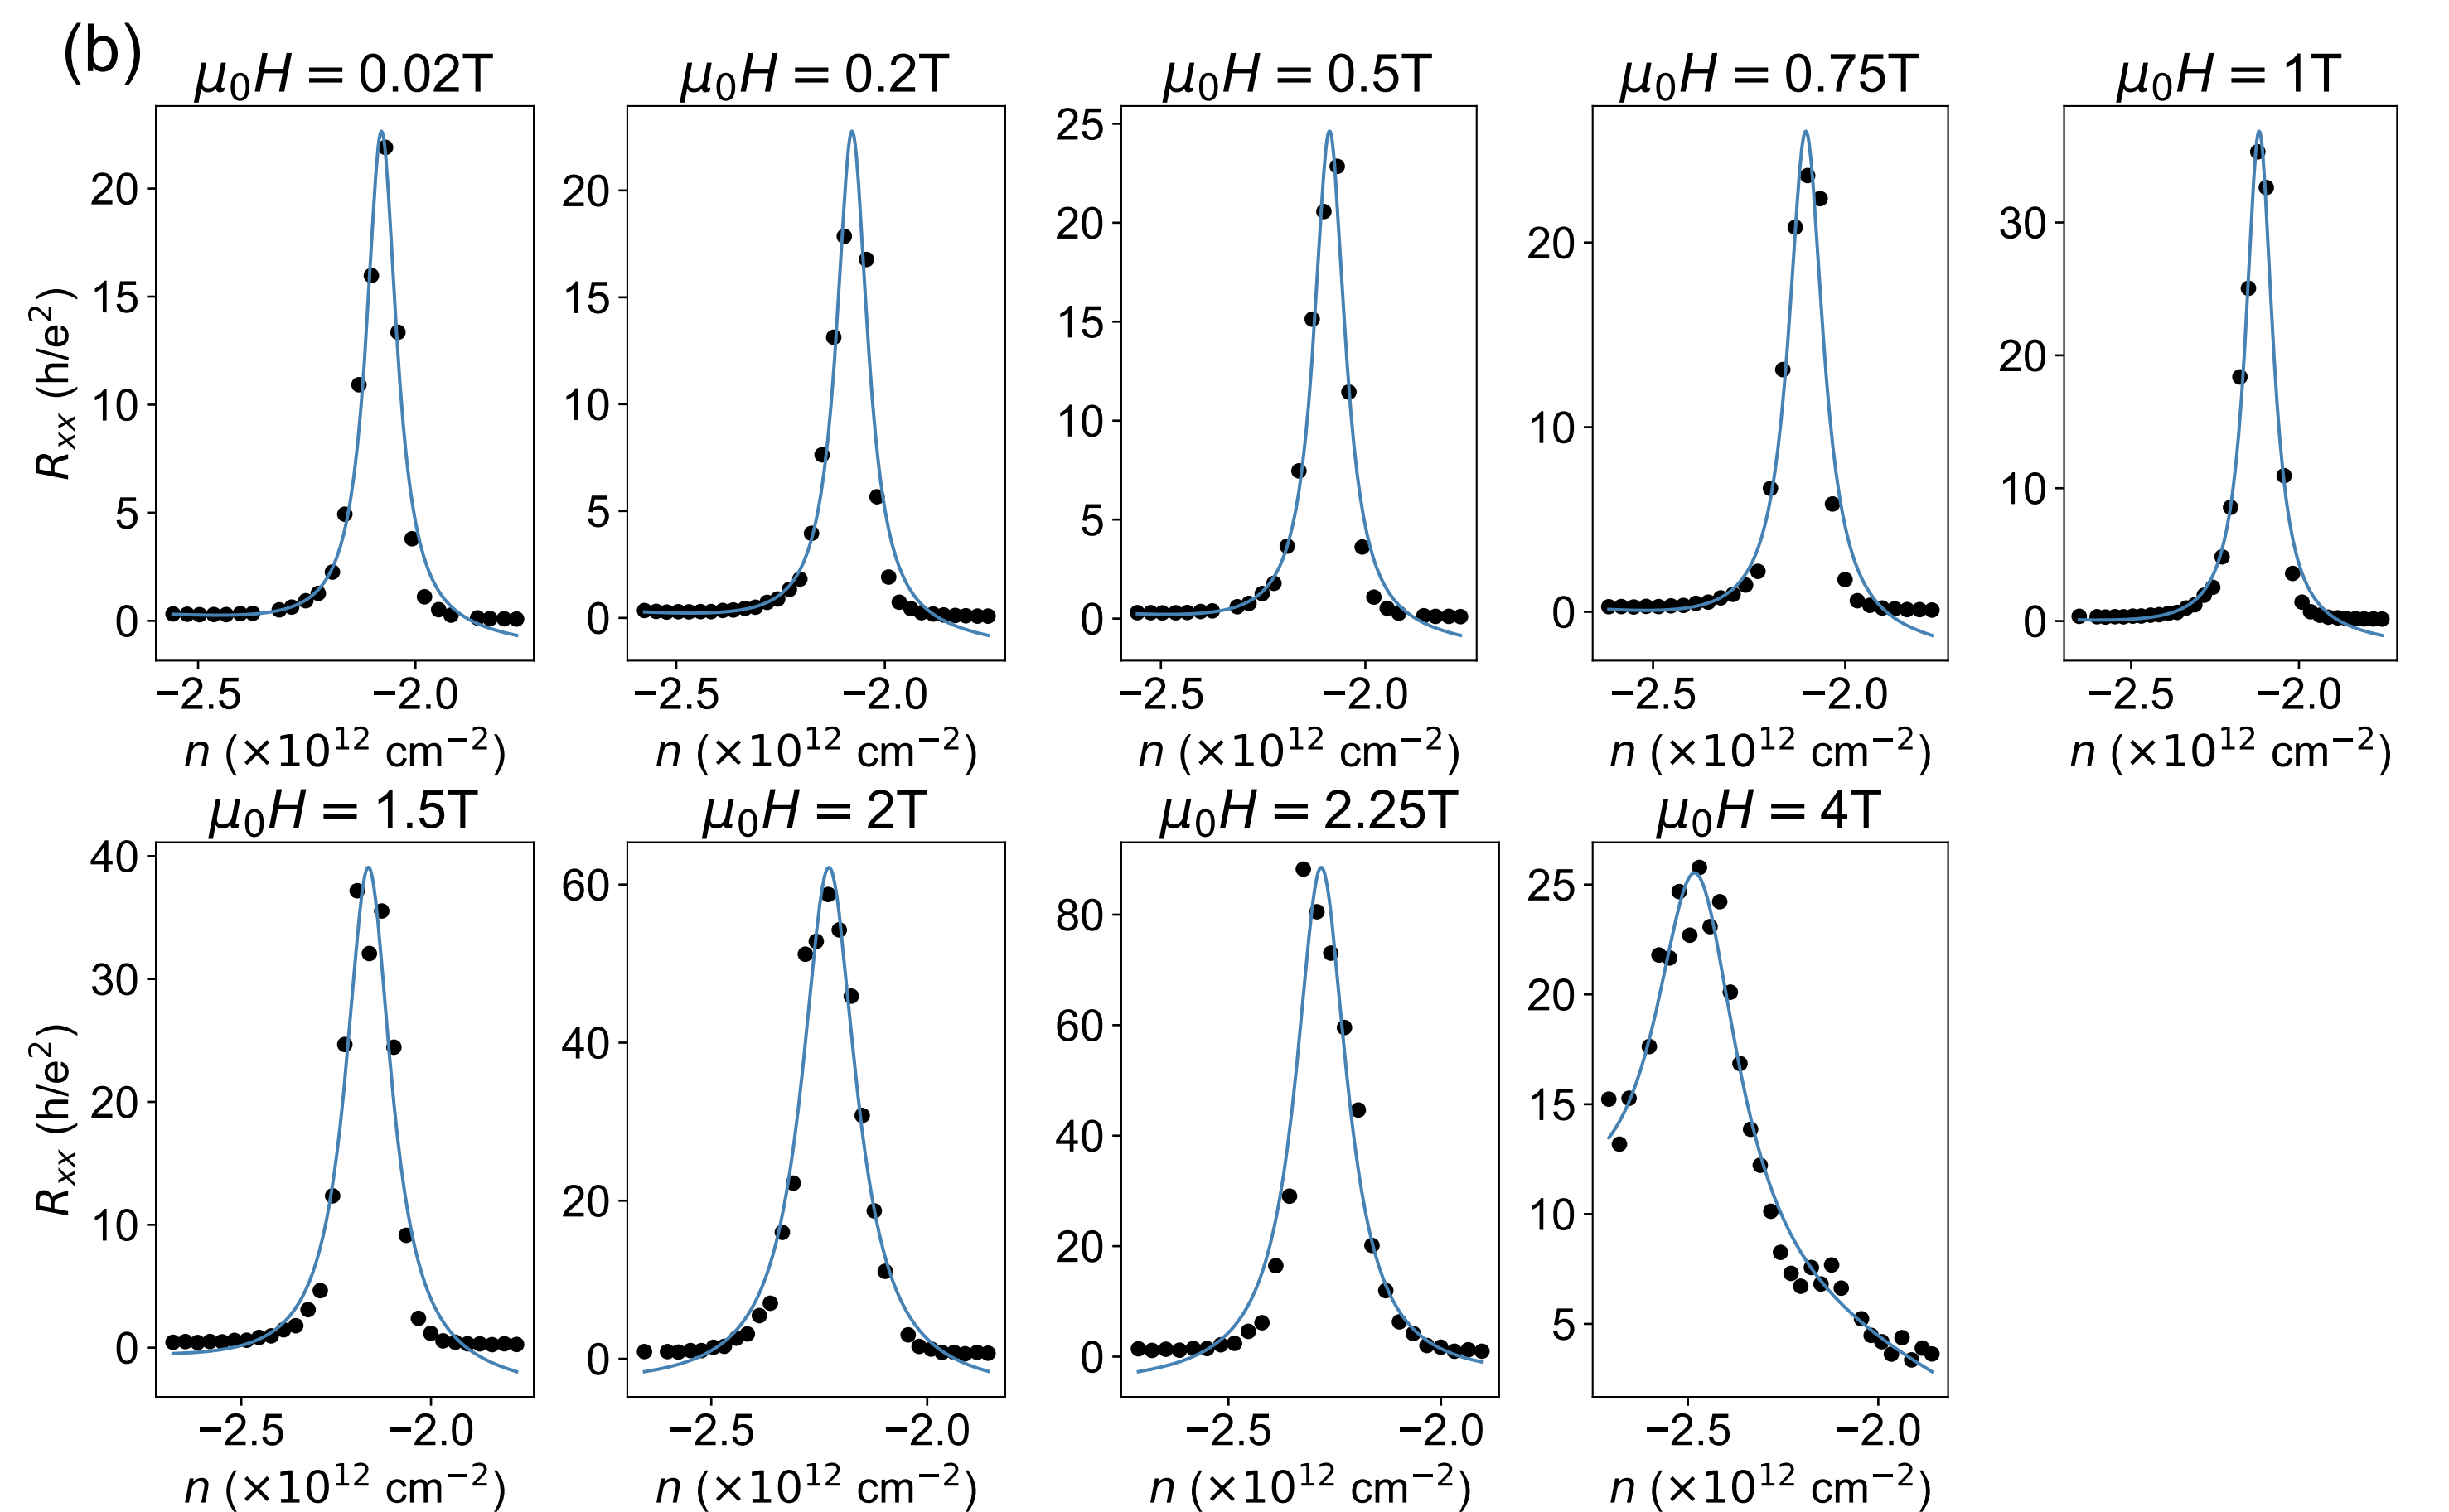 (b)
μ₀H = 0.02T
μ₀H = 0.2T
μ₀H = 0.5T
μ₀H = 0.75T
μ₀H = 1T
Rₓₓ (h/e²)
20
15
10
5
0
−2.5 −2.0
n (×10¹² cm⁻²)
20
15
10
5
0
−2.5 −2.0
n (×10¹² cm⁻²)
25
20
15
10
5
0
−2.5 −2.0
n (×10¹² cm⁻²)
20
10
0
−2.5 −2.0
n (×10¹² cm⁻²)
30
20
10
0
−2.5 −2.0
n (×10¹² cm⁻²)
μ₀H = 1.5T
μ₀H = 2T
μ₀H = 2.25T
μ₀H = 4T
Rₓₓ (h/e²)
40
30
20
10
0
−2.5 −2.0
n (×10¹² cm⁻²)
60
40
20
0
−2.5 −2.0
n (×10¹² cm⁻²)
80
60
40
20
0
−2.5 −2.0
n (×10¹² cm⁻²)
25
20
15
10
5
−2.5 −2.0
n (×10¹² cm⁻²)